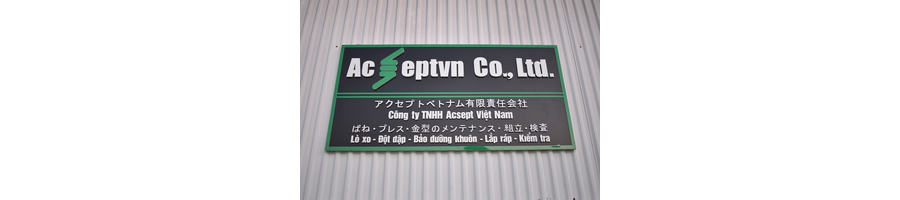 Acseptvn Co., Ltd.
アクセプトベトナム有限責任会社
Công ty TNHH Acsept Việt Nam
ばね・プレス・金型のメンテナンス・組立・検査
Lò xo - Đột dập - Bảo dưỡng khuôn - Lắp ráp - Kiểm tra